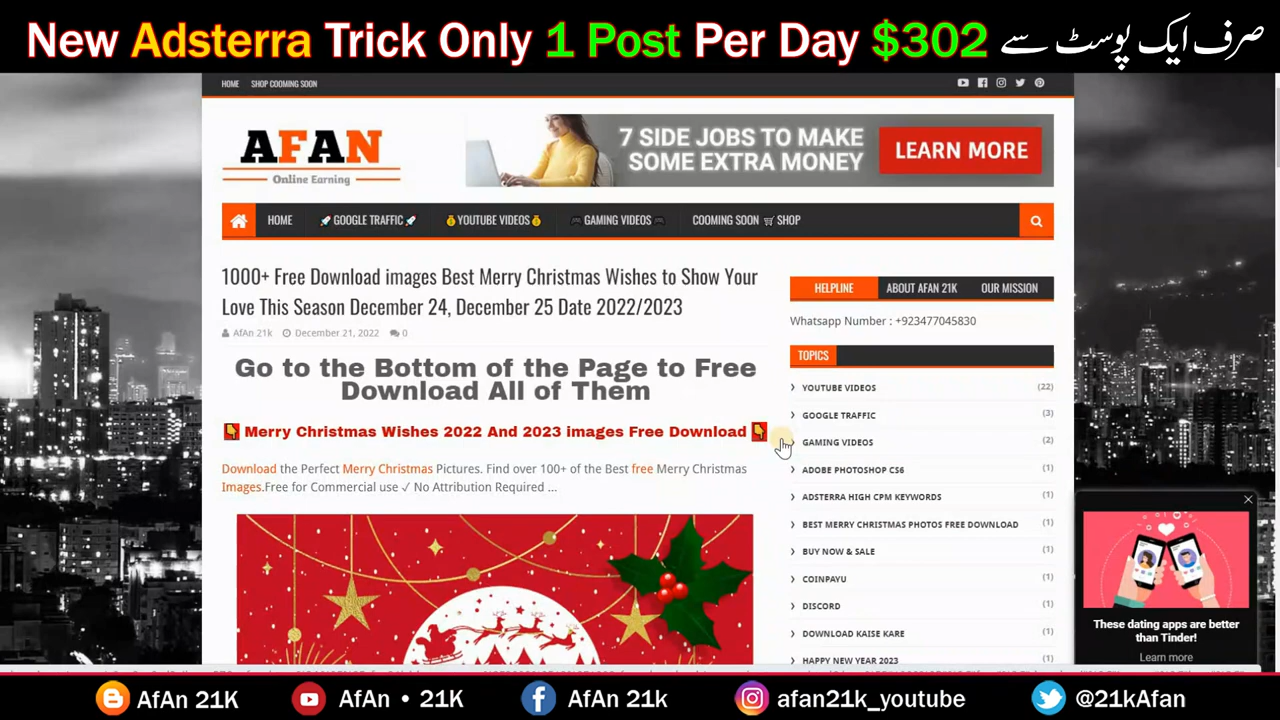 New Adsterra Trick Only 1 Post Per Day $302 صرف ایک پوسٹ سے
HOME SHOP COOMING SOON
AFAN
Online Earning
7 SIDE JOBS TO MAKE
SOME EXTRA MONEY
LEARN MORE
HOME 🚀 GOOGLE TRAFFIC 🚀 💰YOUTUBE VIDEOS💰 🎮 GAMING VIDEOS 🎮 COOMING SOON 🛒 SHOP
1000+ Free Download images Best Merry Christmas Wishes to Show Your
Love This Season December 24, December 25 Date 2022/2023
AfAn 21k December 21, 2022 0
Go to the Bottom of the Page to Free
Download All of Them
👇 Merry Christmas Wishes 2022 And 2023 images Free Download 👇
Download the Perfect Merry Christmas Pictures. Find over 100+ of the Best free Merry Christmas
Images.Free for Commercial use ✓ No Attribution Required ...
HELPLINE ABOUT AFAN 21K OUR MISSION
Whatsapp Number : +923477045830
TOPICS
YOUTUBE VIDEOS (22)
GOOGLE TRAFFIC (3)
GAMING VIDEOS (2)
ADOBE PHOTOSHOP CS6 (1)
ADSTERRA HIGH CPM KEYWORDS (1)
BEST MERRY CHRISTMAS PHOTOS FREE DOWNLOAD (1)
BUY NOW & SALE (1)
COINPAYU (1)
DISCORD (1)
DOWNLOAD KAISE KARE (1)
HAPPY NEW YEAR 2023 (1)
These dating apps are better
than Tinder!
Learn more
AfAn 21K AfAn • 21K AfAn 21k afan21k_youtube @21kAfan